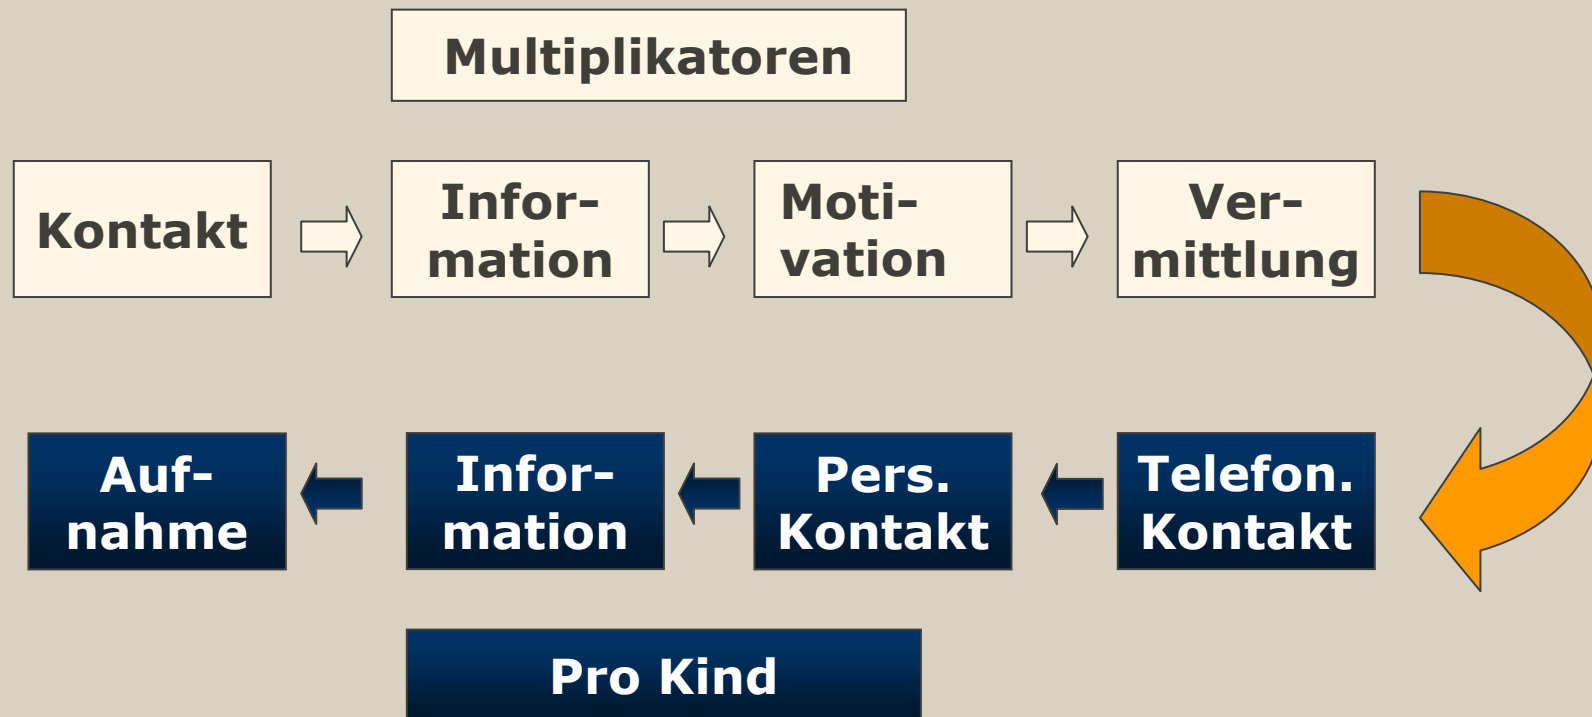 Multiplikatoren
Kontakt
Infor-
mation
Moti-
vation
Ver-
mittlung
Telefon.
Kontakt
Pers.
Kontakt
Infor-
mation
Auf-
nahme
Pro Kind